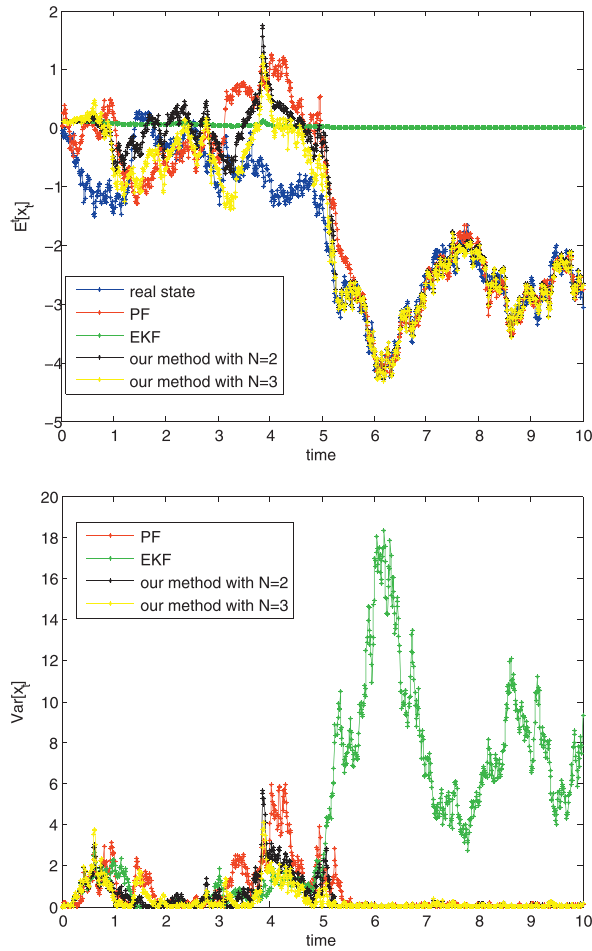 2
1
0
−1
−2
−3
−4
−5
E^t[x_t]
real state
PF
EKF
our method with N=2
our method with N=3
0 1 2 3 4 5 6 7 8 9 10
time
20
18
16
14
12
10
8
6
4
2
0
Var[x_t]
PF
EKF
our method with N=2
our method with N=3
0 1 2 3 4 5 6 7 8 9 10
time